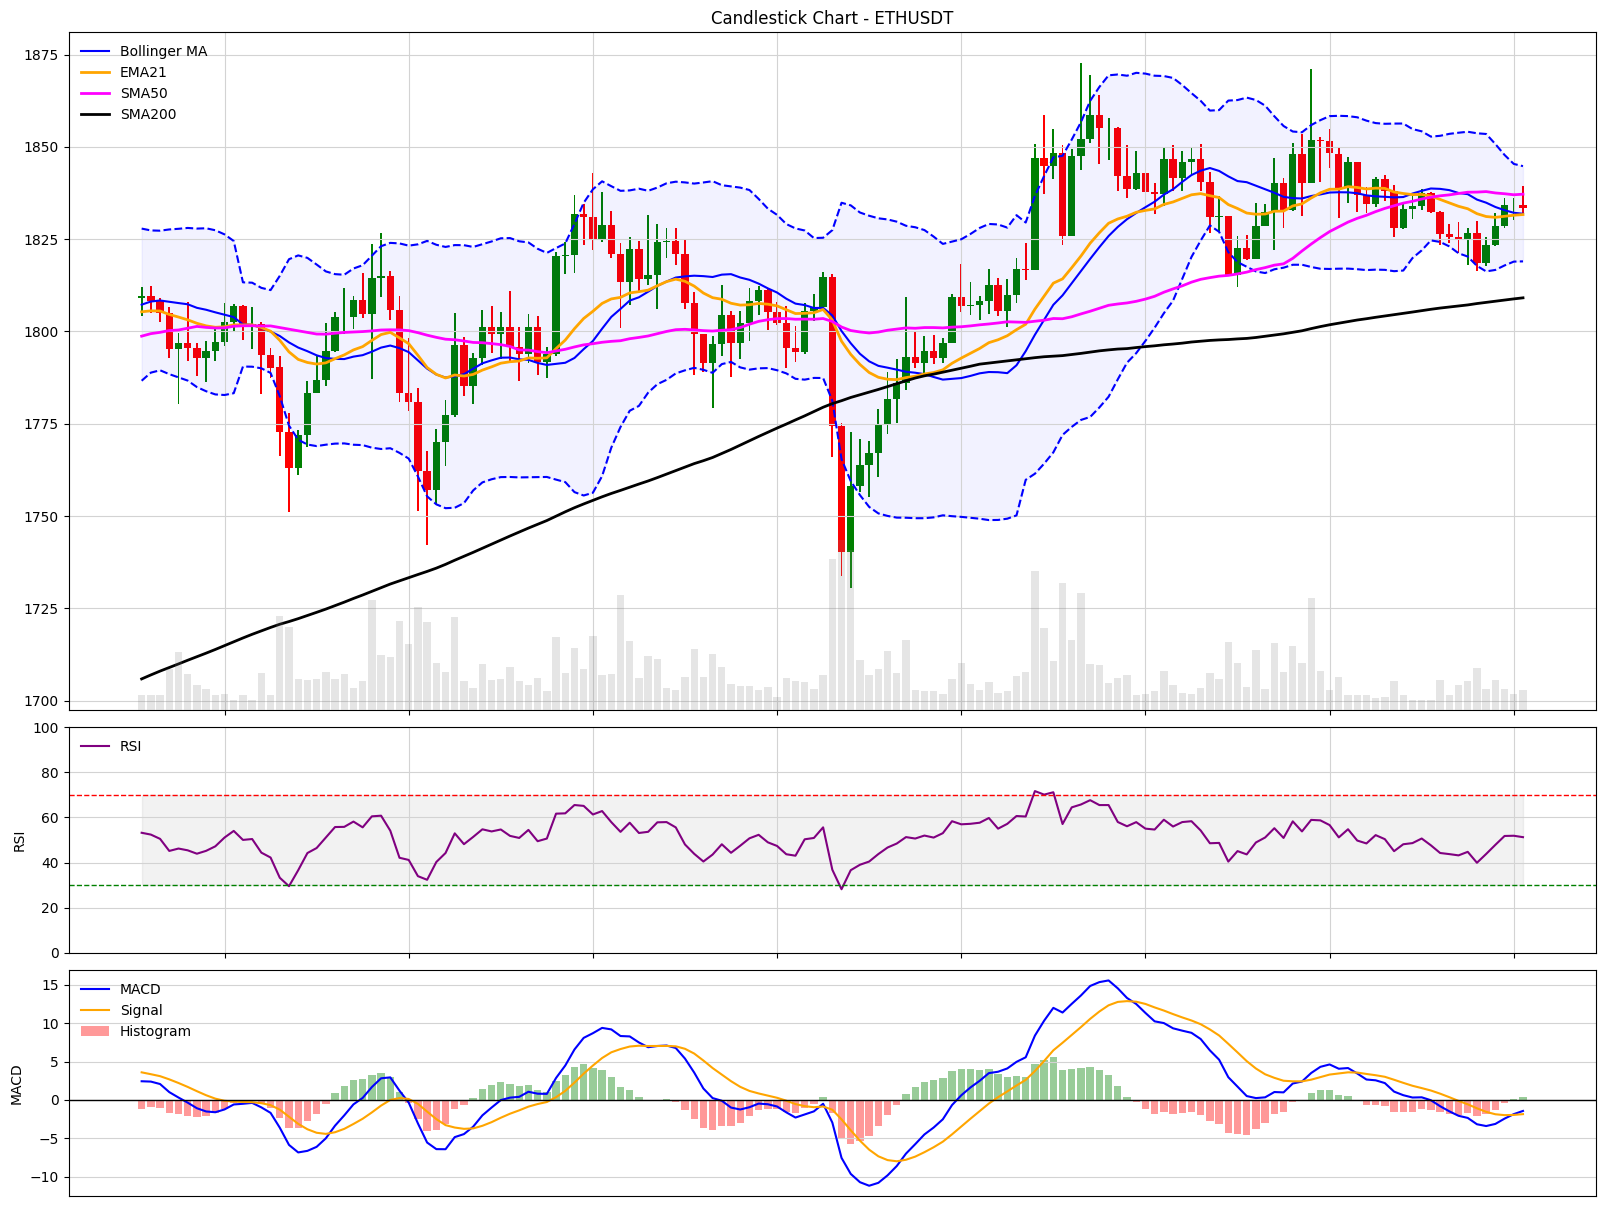 Candlestick Chart - ETHUSDT
1875
1850
1825
1800
1775
1750
1725
1700
Bollinger MA
EMA21
SMA50
SMA200
100
80
60
40
20
0
RSI
RSI
15
10
5
0
−5
−10
MACD
MACD
Signal
Histogram